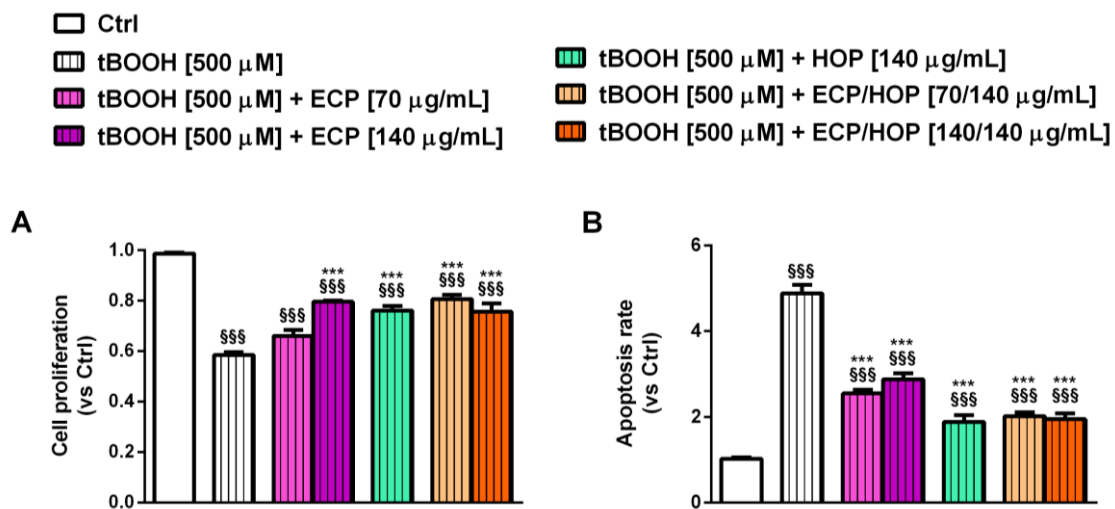 Ctrl
tBOOH [500 μM]
tBOOH [500 μM] + ECP [70 μg/mL]
tBOOH [500 μM] + ECP [140 μg/mL]
tBOOH [500 μM] + HOP [140 μg/mL]
tBOOH [500 μM] + ECP/HOP [70/140 μg/mL]
tBOOH [500 μM] + ECP/HOP [140/140 μg/mL]
A
Cell proliferation
(vs Ctrl)
1.0
0.8
0.6
0.4
0.2
0.0
§§§
§§§
***
§§§
***
§§§
***
§§§
***
§§§
B
Apoptosis rate
(vs Ctrl)
6
4
2
0
§§§
***
§§§
***
§§§
***
§§§
***
§§§
***
§§§